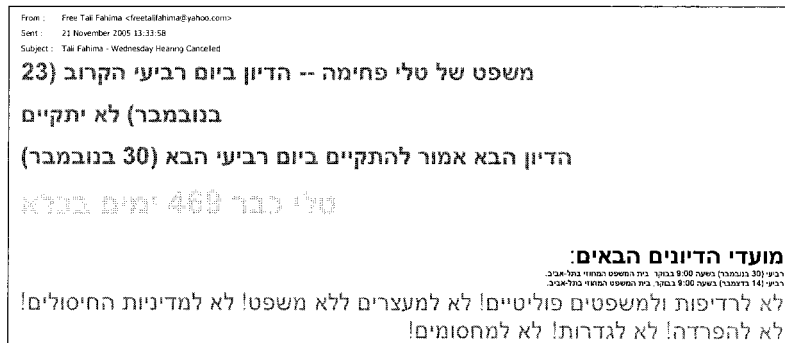 From : Free Tali Fahima <freetalifahima@yahoo.com>
Sent : 21 November 2005 13:33:58
Subject : Tali Fahima - Wednesday Hearing Cancelled
משפט של טלי פחימה -- הדיון ביום רביעי הקרוב (23
בנובמבר) לא יתקיים
הדיון הבא אמור להתקיים ביום רביעי הבא (30 בנובמבר)
טלי כבר 469 ימים בכלא
מועדי הדיונים הבאים:
רביעי (30 בנובמבר) בשעה 9:00 בבוקר בית המשפט המחוזי בתל-אביב.
רביעי (14 בדצמבר) בשעה 9:00 בבוקר, בית המשפט המחוזי בתל-אביב.
לא לרדיפות ולמשפטים פוליטיים! לא למעצרים ללא משפט! לא למדיניות החיסולים!
לא להפרדה! לא לגדרות! לא למחסומים!